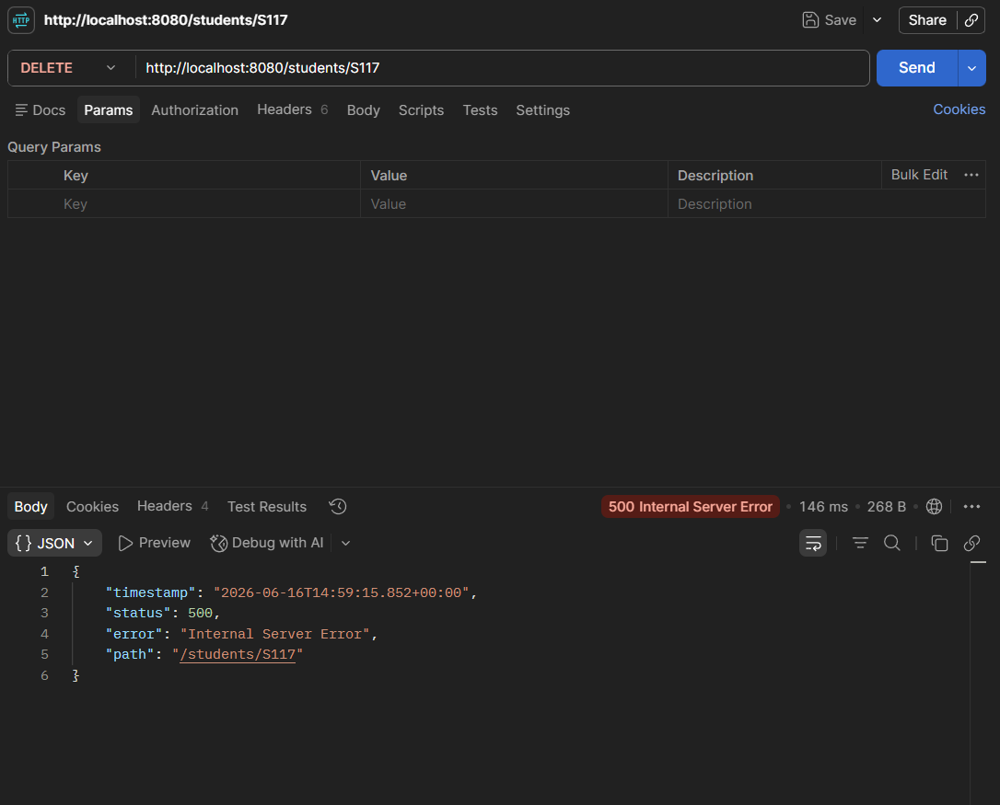 HTTP http://localhost:8080/students/S117 Save Share
DELETE http://localhost:8080/students/S117 Send
Docs Params Authorization Headers 6 Body Scripts Tests Settings Cookies
Query Params
Key Value Description Bulk Edit
Key Value Description
Body Cookies Headers 4 Test Results 500 Internal Server Error • 146 ms • 268 B
{} JSON Preview Debug with AI
1 {
2 "timestamp": "2026-06-16T14:59:15.852+00:00",
3 "status": 500,
4 "error": "Internal Server Error",
5 "path": "/students/S117"
6 }